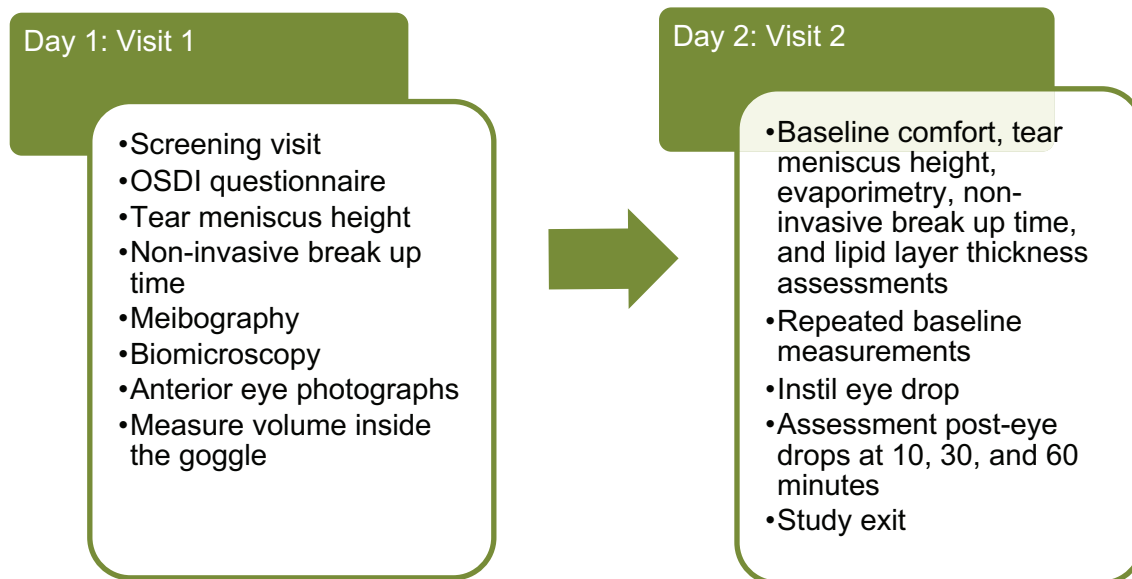 Day 1: Visit 1
•Screening visit
•OSDI questionnaire
•Tear meniscus height
•Non-invasive break up
time
•Meibography
•Biomicroscopy
•Anterior eye photographs
•Measure volume inside
the goggle
Day 2: Visit 2
•Baseline comfort, tear
meniscus height,
evaporimetry, non-
invasive break up time,
and lipid layer thickness
assessments
•Repeated baseline
measurements
•Instil eye drop
•Assessment post-eye
drops at 10, 30, and 60
minutes
•Study exit